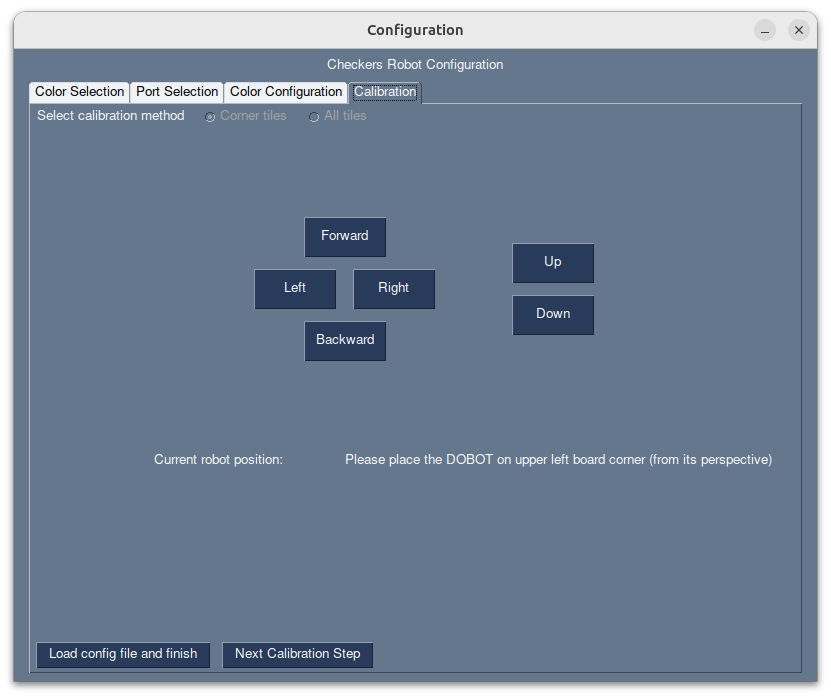 Configuration
Checkers Robot Configuration
Color Selection Port Selection Color Configuration Calibration
Select calibration method Corner tiles All tiles
Forward
Up
Left Right
Down
Backward
Current robot position: Please place the DOBOT on upper left board corner (from its perspective)
Load config file and finish Next Calibration Step